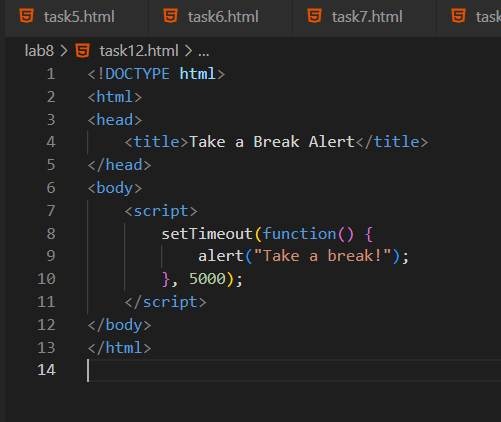 task5.html task6.html task7.html task
lab8 > task12.html > ...
1 <!DOCTYPE html>
2 <html>
3 <head>
4     <title>Take a Break Alert</title>
5 </head>
6 <body>
7     <script>
8         setTimeout(function() {
9             alert("Take a break!");
10         }, 5000);
11     </script>
12 </body>
13 </html>
14